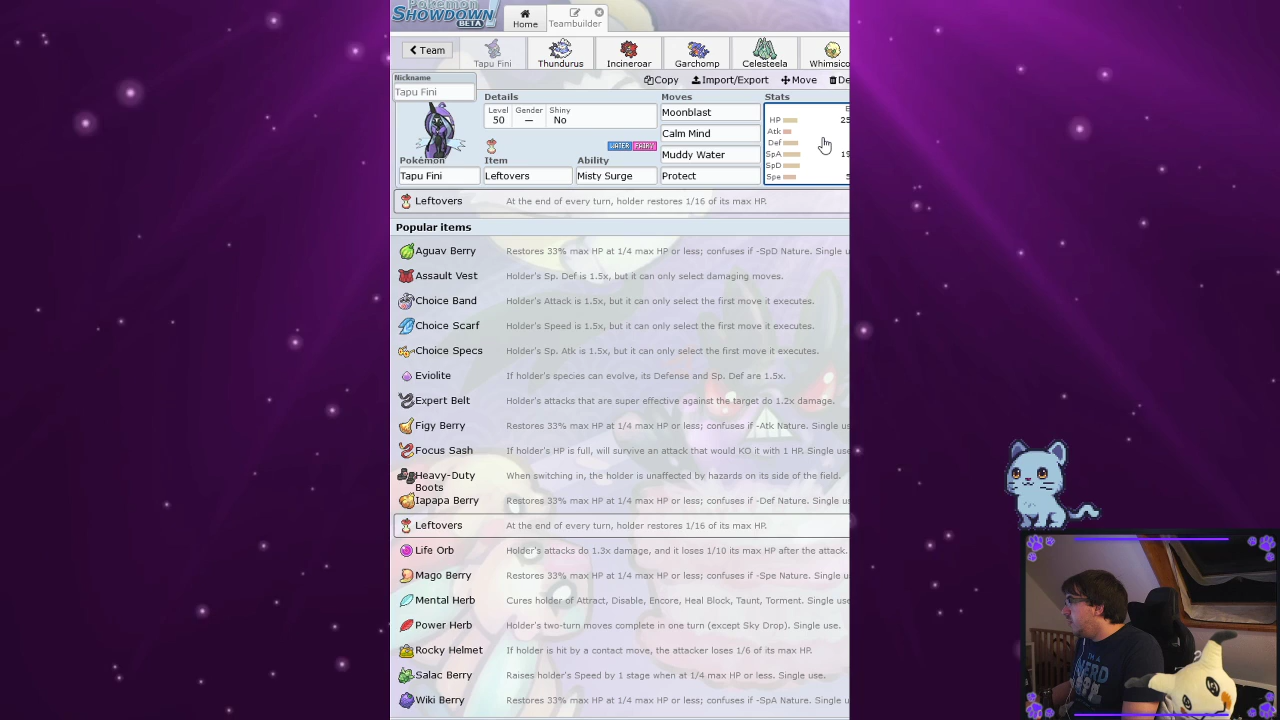 Pokémon
SHOWDOWN
BETA
Home
Teambuilder
Team
Tapu Fini
Thundurus
Incineroar
Garchomp
Celesteela
Whimsico
Copy
Import/Export
Move
De
Nickname
Tapu Fini
Details
Level
50
Gender
—
Shiny
No
WATER
FAIRY
Pokémon
Tapu Fini
Item
Leftovers
Ability
Misty Surge
Moves
Moonblast
Calm Mind
Muddy Water
Protect
Stats
E
HP 25
Atk
Def
SpA 19
SpD
Spe 5
Leftovers At the end of every turn, holder restores 1/16 of its max HP.
Popular items
Aguav Berry Restores 33% max HP at 1/4 max HP or less; confuses if -SpD Nature. Single u
Assault Vest Holder's Sp. Def is 1.5x, but it can only select damaging moves.
Choice Band Holder's Attack is 1.5x, but it can only select the first move it executes.
Choice Scarf Holder's Speed is 1.5x, but it can only select the first move it executes.
Choice Specs Holder's Sp. Atk is 1.5x, but it can only select the first move it executes.
Eviolite If holder's species can evolve, its Defense and Sp. Def are 1.5x.
Expert Belt Holder's attacks that are super effective against the target do 1.2x damage.
Figy Berry Restores 33% max HP at 1/4 max HP or less; confuses if -Atk Nature. Single us
Focus Sash If holder's HP is full, will survive an attack that would KO it with 1 HP. Single
Heavy-Duty Boots When switching in, the holder is unaffected by hazards on its side of the field.
Iapapa Berry Restores 33% max HP at 1/4 max HP or less; confuses if -Def Nature. Single u
Leftovers At the end of every turn, holder restores 1/16 of its max HP.
Life Orb Holder's attacks do 1.3x damage, and it loses 1/10 its max HP after the attack.
Mago Berry Restores 33% max HP at 1/4 max HP or less; confuses if -Spe Nature. Single u
Mental Herb Cures holder of Attract, Disable, Encore, Heal Block, Taunt, Torment. Single use
Power Herb Holder's two-turn moves complete in one turn (except Sky Drop). Single use.
Rocky Helmet If holder is hit by a contact move, the attacker loses 1/6 of its max HP.
Salac Berry Raises holder's Speed by 1 stage when at 1/4 max HP or less. Single use.
Wiki Berry Restores 33% max HP at 1/4 max HP or less; confuses if -SpA Nature. Single u
I'M A
NERD